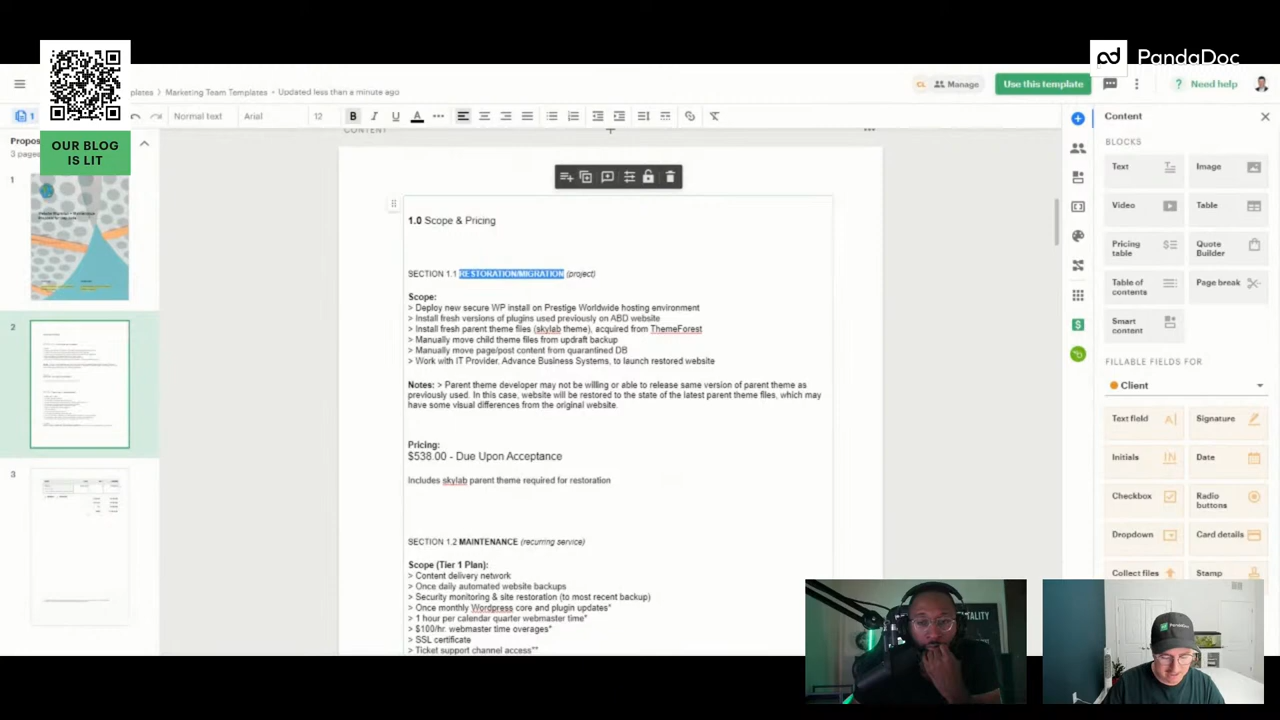 PandaDoc
OUR BLOG
IS LIT
plates > Marketing Team Templates • Updated less than a minute ago
CL
Manage
Use this template
Need help
1
Normal text
Arial
12
B I U A
Propos
3 pages
1
2
3
CONTENT
1.0 Scope & Pricing
SECTION 1.1 RESTORATION/MIGRATION (project)
Scope:
> Deploy new secure WP install on Prestige Worldwide hosting environment
> Install fresh versions of plugins used previously on ABD website
> Install fresh parent theme files (skylab theme), acquired from ThemeForest
> Manually move child theme files from updraft backup
> Manually move page/post content from quarantined DB
> Work with IT Provider, Advance Business Systems, to launch restored website
Notes: > Parent theme developer may not be willing or able to release same version of parent theme as
previously used. In this case, website will be restored to the state of the latest parent theme files, which may
have some visual differences from the original website.
Pricing:
$538.00 - Due Upon Acceptance
Includes skylab parent theme required for restoration
SECTION 1.2 MAINTENANCE (recurring service)
Scope (Tier 1 Plan):
> Content delivery network
> Once daily automated website backups
> Security monitoring & site restoration (to most recent backup)
> Once monthly Wordpress core and plugin updates*
> 1 hour per calendar quarter webmaster time*
> $100/hr. webmaster time overages*
> SSL certificate
> Ticket support channel access**
Content
BLOCKS
Text
Image
Video
Table
Pricing
table
Quote
Builder
Table of
contents
Page break
Smart
content
FILLABLE FIELDS FOR
Client
Text field
Signature
Initials
Date
Checkbox
Radio
buttons
Dropdown
Card details
Collect files
Stamp